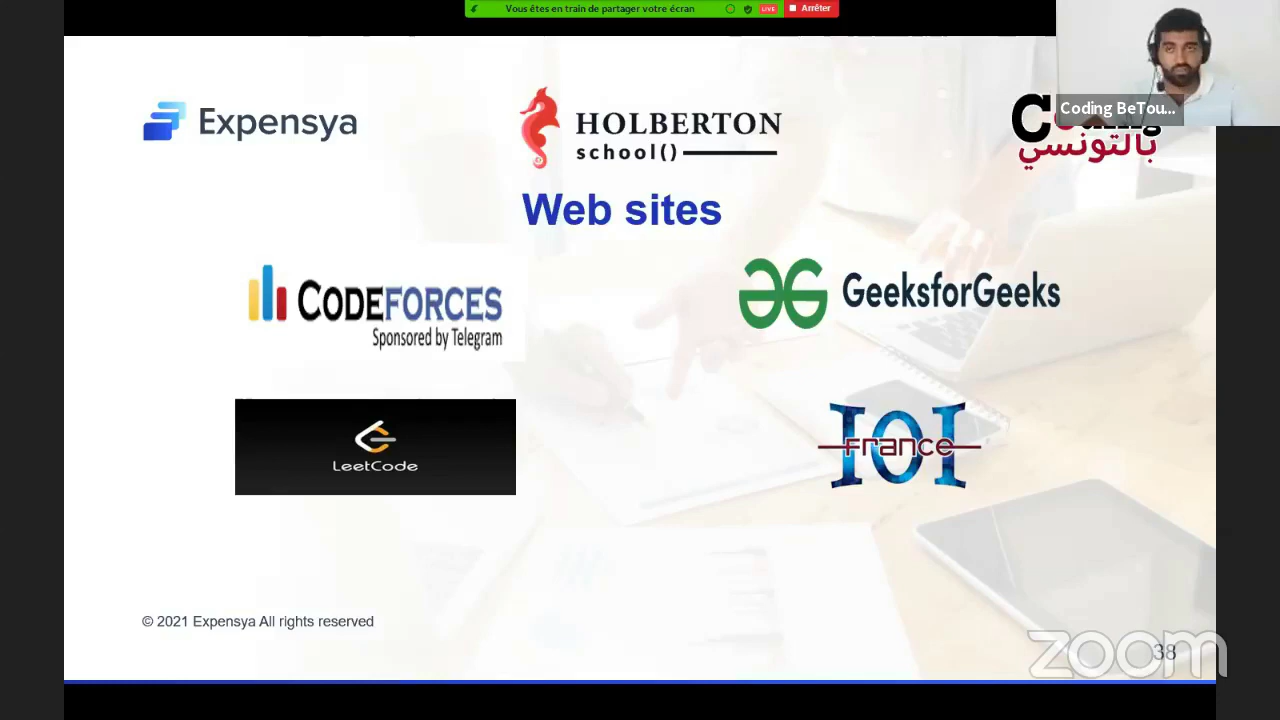 Vous êtes en train de partager votre écran
LIVE
Arrêter
Coding BeTou...
Expensya
HOLBERTON
school()
بالتونسي
Web sites
CODEFORCES
Sponsored by Telegram
GeeksforGeeks
LeetCode
IOI
france
© 2021 Expensya All rights reserved
zoom
38